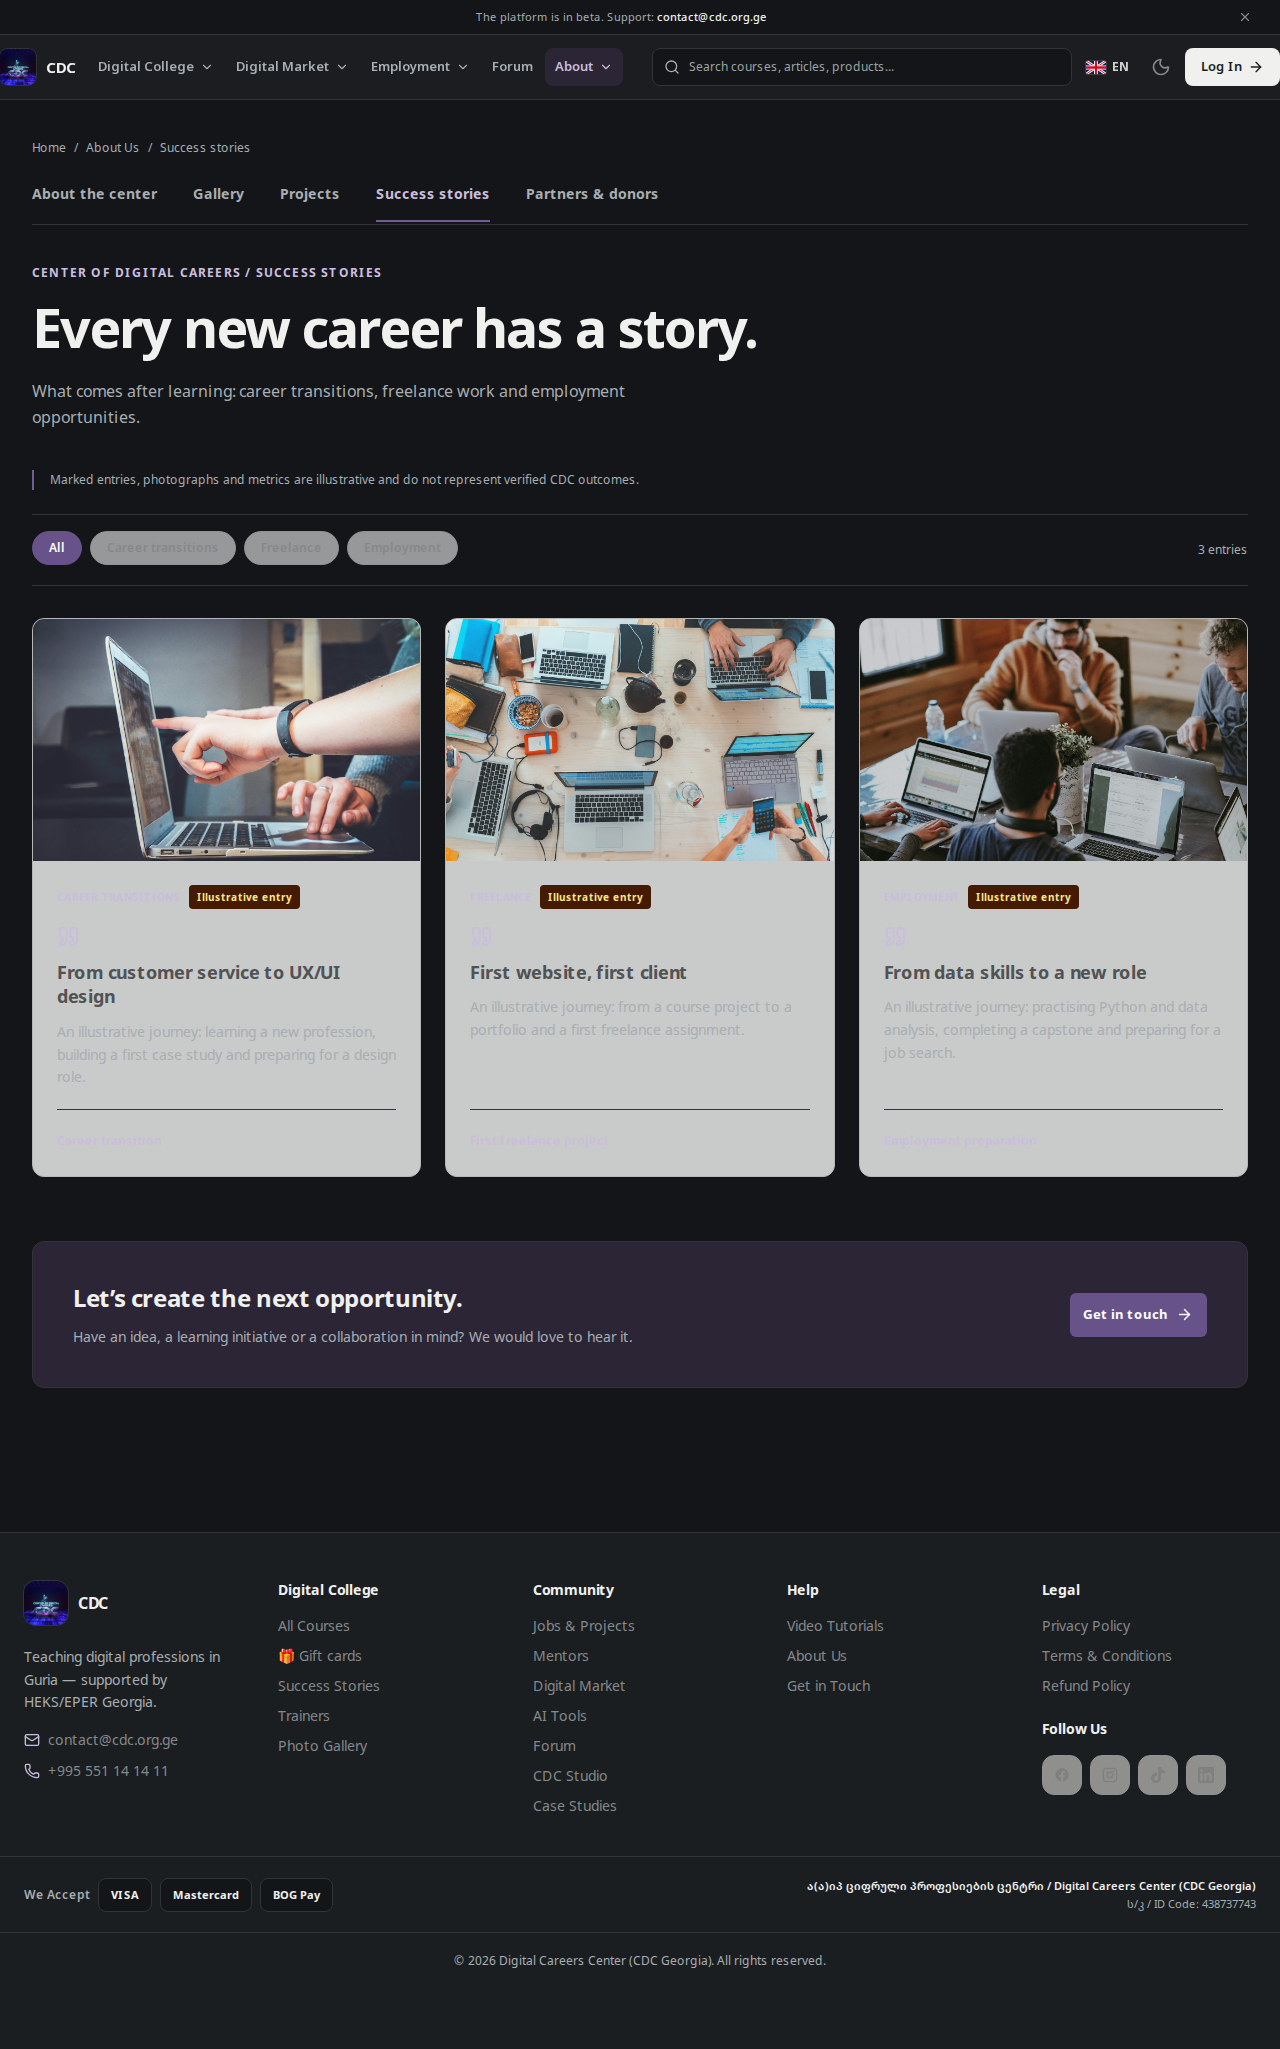 The platform is in beta. Support: contact@cdc.org.ge
CDC
Digital College
Digital Market
Employment
Forum
About
Search courses, articles, products...
EN
Log In
Home / About Us / Success stories
About the center
Gallery
Projects
Success stories
Partners & donors
CENTER OF DIGITAL CAREERS / SUCCESS STORIES
Every new career has a story.
What comes after learning: career transitions, freelance work and employment
opportunities.
Marked entries, photographs and metrics are illustrative and do not represent verified CDC outcomes.
All
Career transitions
Freelance
Employment
3 entries
CAREER TRANSITIONS
Illustrative entry
From customer service to UX/UI
design
An illustrative journey: learning a new profession,
building a first case study and preparing for a design
role.
Career transition
FREELANCE
Illustrative entry
First website, first client
An illustrative journey: from a course project to a
portfolio and a first freelance assignment.
First freelance project
EMPLOYMENT
Illustrative entry
From data skills to a new role
An illustrative journey: practising Python and data
analysis, completing a capstone and preparing for a
job search.
Employment preparation
Let's create the next opportunity.
Have an idea, a learning initiative or a collaboration in mind? We would love to hear it.
Get in touch
CDC
Teaching digital professions in
Guria — supported by
HEKS/EPER Georgia.
contact@cdc.org.ge
+995 551 14 14 11
Digital College
All Courses
🎁 Gift cards
Success Stories
Trainers
Photo Gallery
Community
Jobs & Projects
Mentors
Digital Market
AI Tools
Forum
CDC Studio
Case Studies
Help
Video Tutorials
About Us
Get in Touch
Legal
Privacy Policy
Terms & Conditions
Refund Policy
Follow Us
We Accept
VISA
Mastercard
BOG Pay
ა(ა)იპ ციფრული პროფესიების ცენტრი / Digital Careers Center (CDC Georgia)
ს/კ / ID Code: 438737743
© 2026 Digital Careers Center (CDC Georgia). All rights reserved.